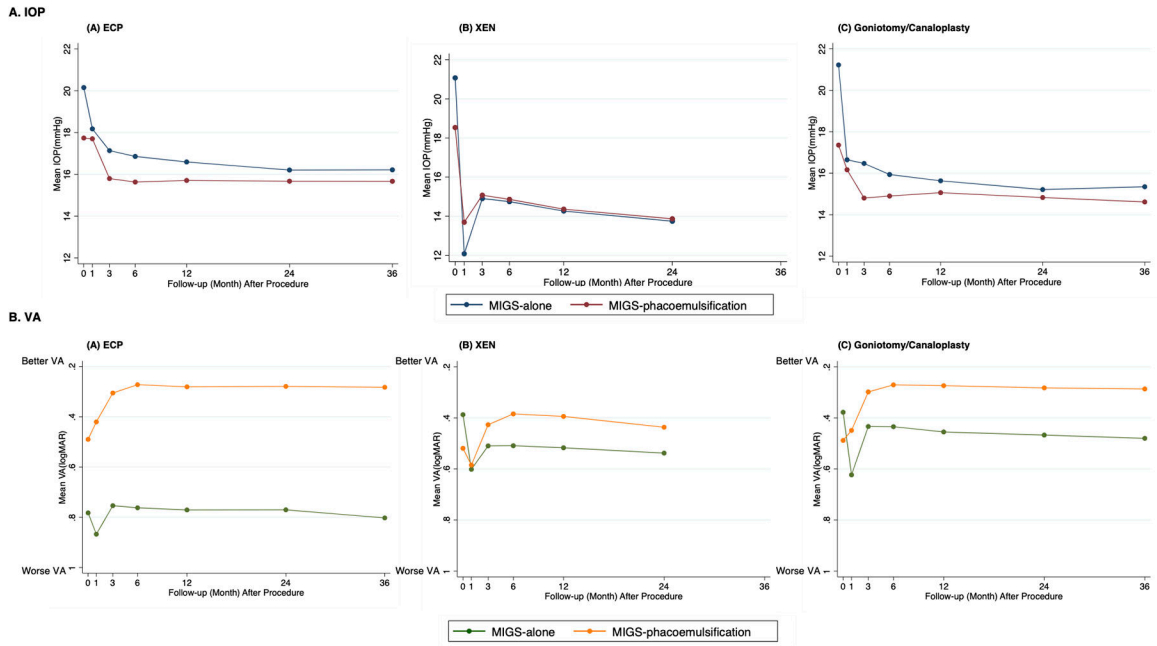 A. IOP
(A) ECP
Mean IOP(mmHg)
22
20
18
16
14
12
0 1 3 6 12 24 36
Follow-up (Month) After Procedure
(B) XEN
Mean IOP(mmHg)
22
20
18
16
14
12
0 1 3 6 12 24 36
Follow-up (Month) After Procedure
(C) Goniotomy/Canaloplasty
Mean IOP(mmHg)
22
20
18
16
14
12
0 1 3 6 12 24 36
Follow-up (Month) After Procedure
MIGS-alone MIGS-phacoemulsification
B. VA
(A) ECP
Better VA
Mean VA(logMAR)
.2
.4
.6
.8
1
Worse VA
0 1 3 6 12 24 36
Follow-up (Month) After Procedure
(B) XEN
Better VA
Mean VA(logMAR)
.2
.4
.6
.8
1
Worse VA
0 1 3 6 12 24 36
Follow-up (Month) After Procedure
(C) Goniotomy/Canaloplasty
Better VA
Mean VA(logMAR)
.2
.4
.6
.8
1
Worse VA
0 1 3 6 12 24 36
Follow-up (Month) After Procedure
MIGS-alone MIGS-phacoemulsification